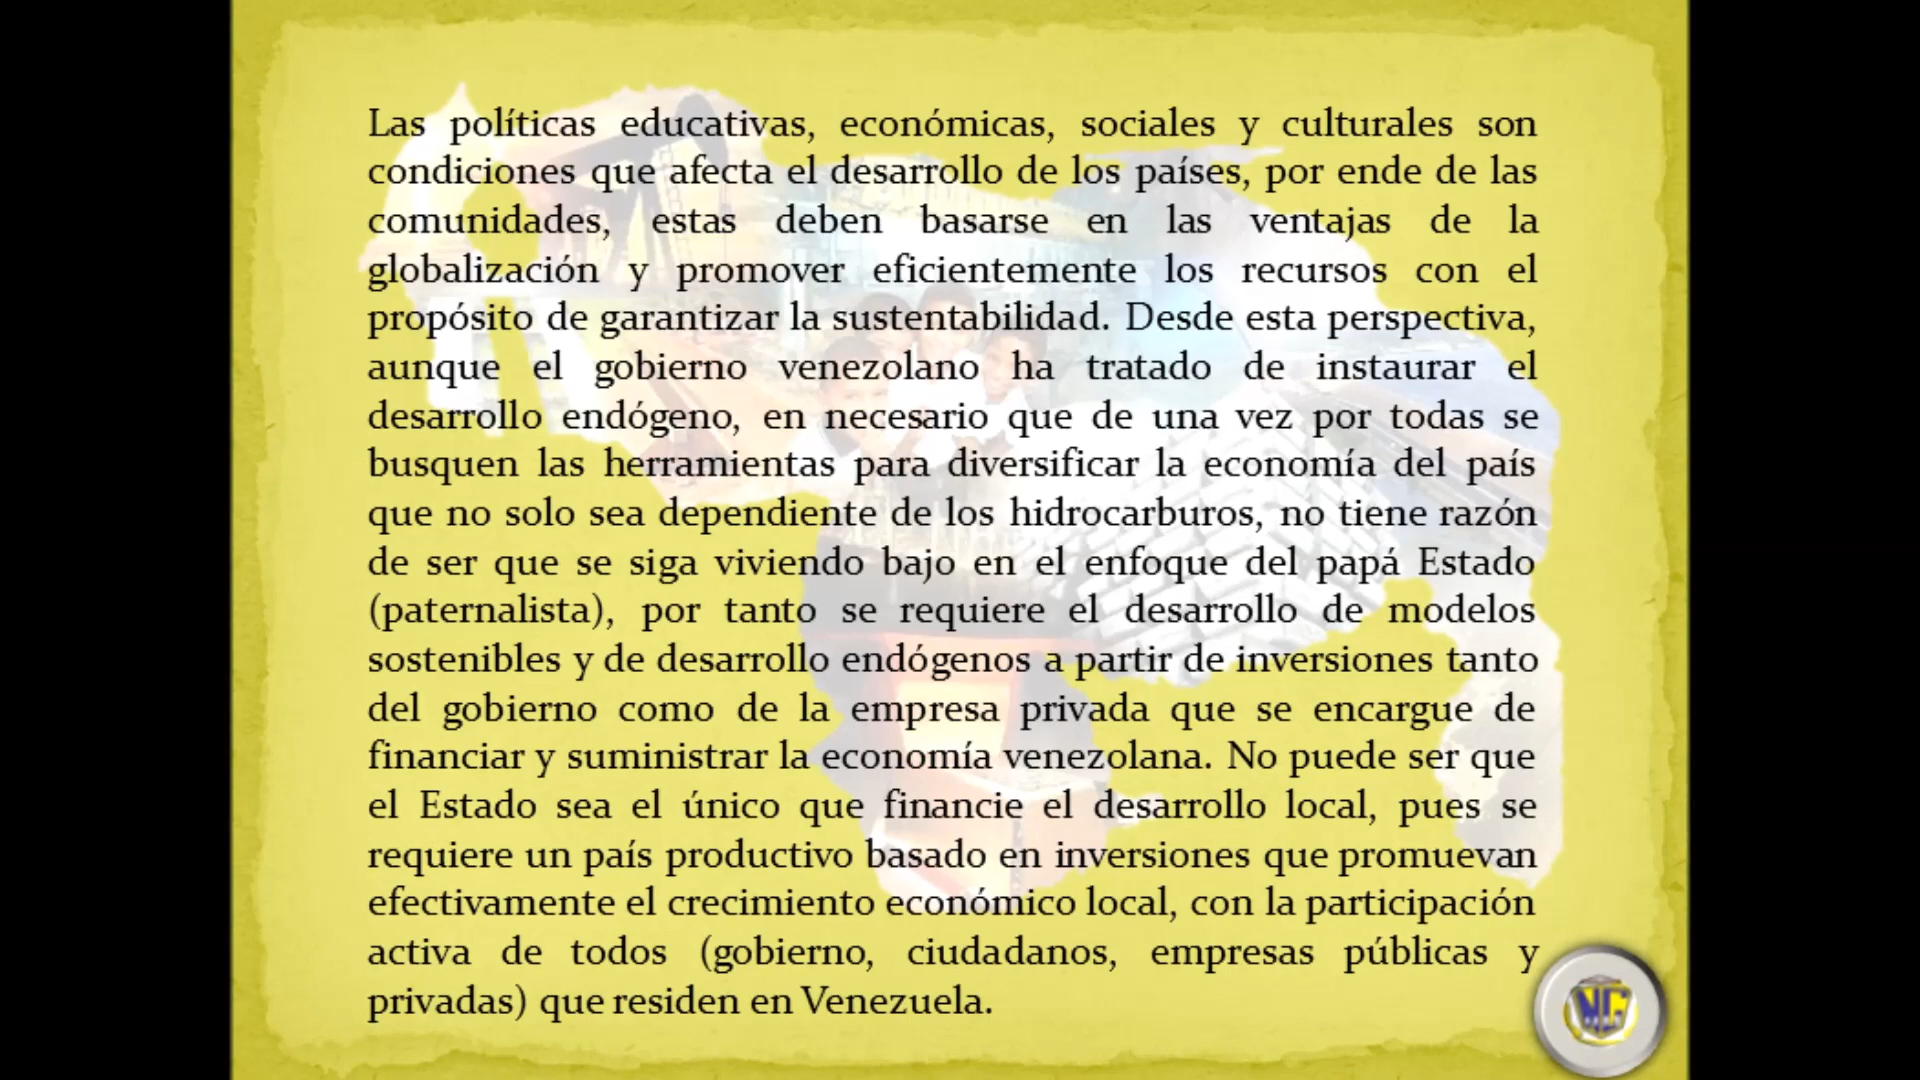 Las políticas educativas, económicas, sociales y culturales son
condiciones que afecta el desarrollo de los países, por ende de las
comunidades, estas deben basarse en las ventajas de la
globalización y promover eficientemente los recursos con el
propósito de garantizar la sustentabilidad. Desde esta perspectiva,
aunque el gobierno venezolano ha tratado de instaurar el
desarrollo endógeno, en necesario que de una vez por todas se
busquen las herramientas para diversificar la economía del país
que no solo sea dependiente de los hidrocarburos, no tiene razón
de ser que se siga viviendo bajo en el enfoque del papá Estado
(paternalista), por tanto se requiere el desarrollo de modelos
sostenibles y de desarrollo endógenos a partir de inversiones tanto
del gobierno como de la empresa privada que se encargue de
financiar y suministrar la economía venezolana. No puede ser que
el Estado sea el único que financie el desarrollo local, pues se
requiere un país productivo basado en inversiones que promuevan
efectivamente el crecimiento económico local, con la participación
activa de todos (gobierno, ciudadanos, empresas públicas y
privadas) que residen en Venezuela.